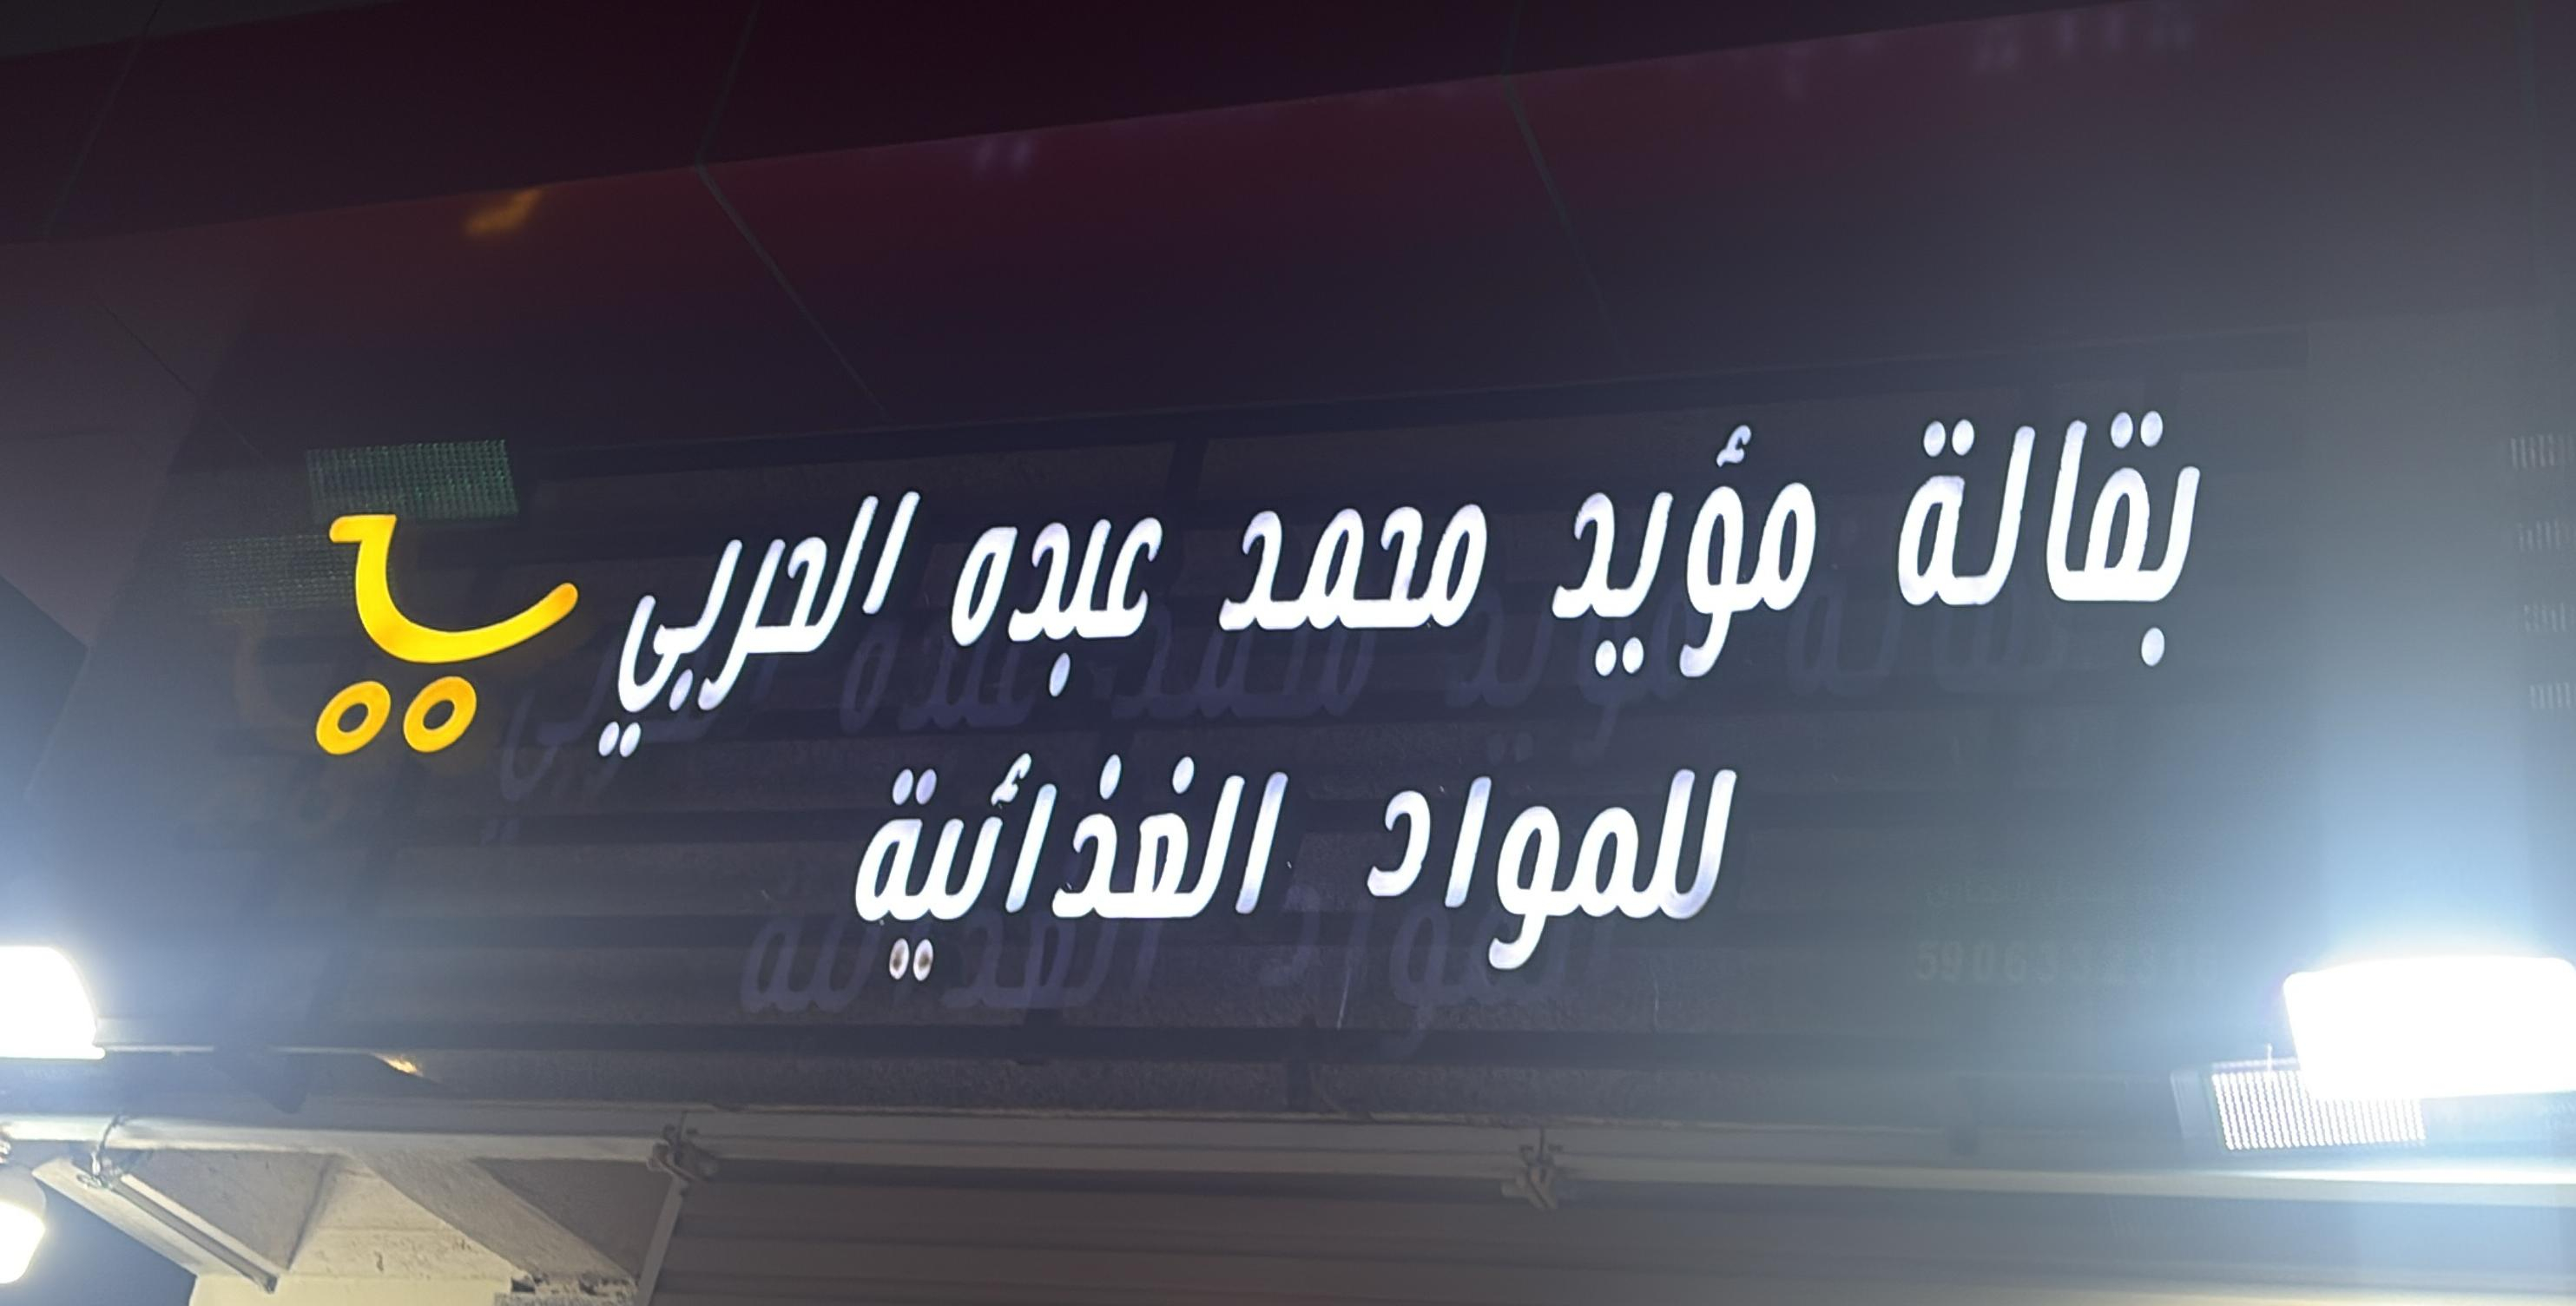 بقالة مؤيد محمد عبده الحربي
للمواد الغذائية